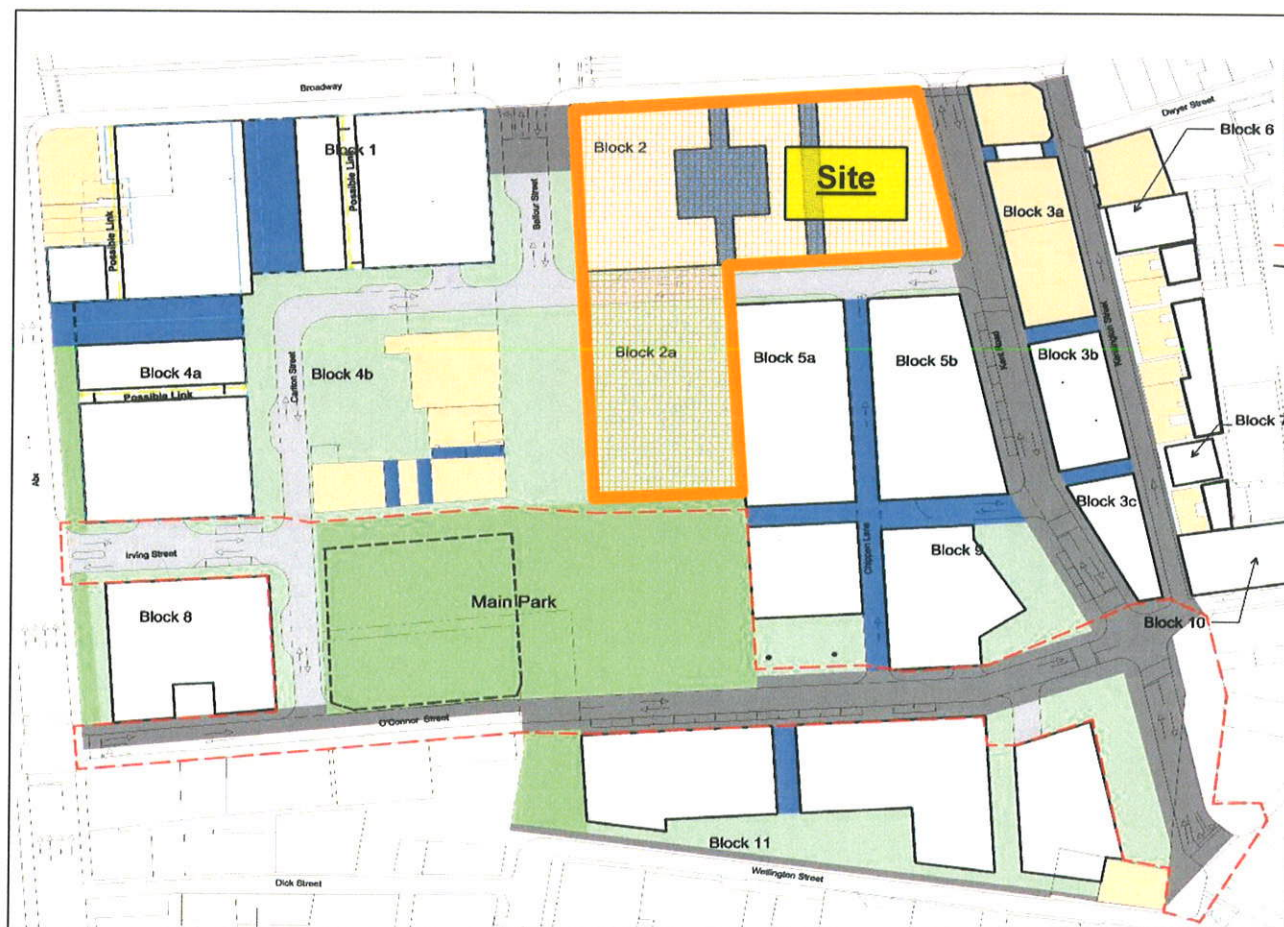 Broadway
Dwyer Street
Block 6
Block 1
Possible Link
Possible Link
Balfour Street
Block 2
Site
Block 3a
Block 4a
Possible Link
Carlton Street
Block 4b
Block 2a
Block 5a
Block 5b
Kent Road
Block 3b
Kensington Street
Block 7
Abe
Irving Street
Block 3c
Chippen Lane
Block 9
Block 8
Main Park
Block 10
O'Connor Street
Block 11
Wellington Street
Dick Street